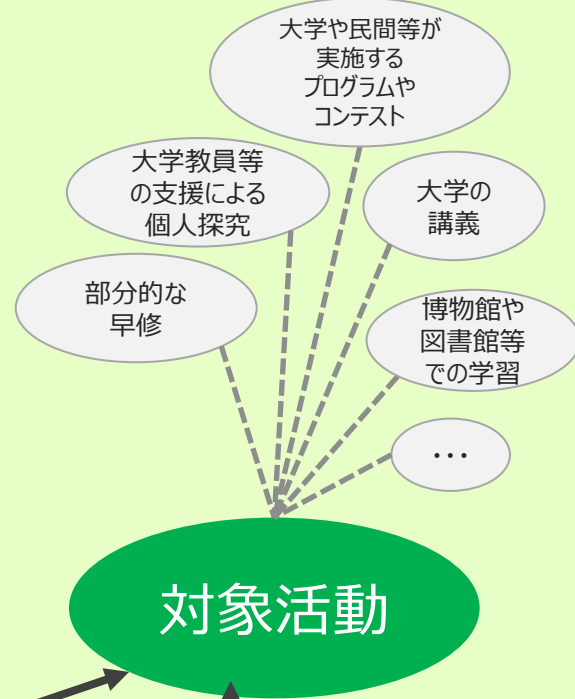 大学や民間等が
実施する
プログラムや
コンテスト
大学教員等
の支援による
個人探究
大学の
講義
部分的な
早修
博物館や
図書館等
での学習
・・・
対象活動